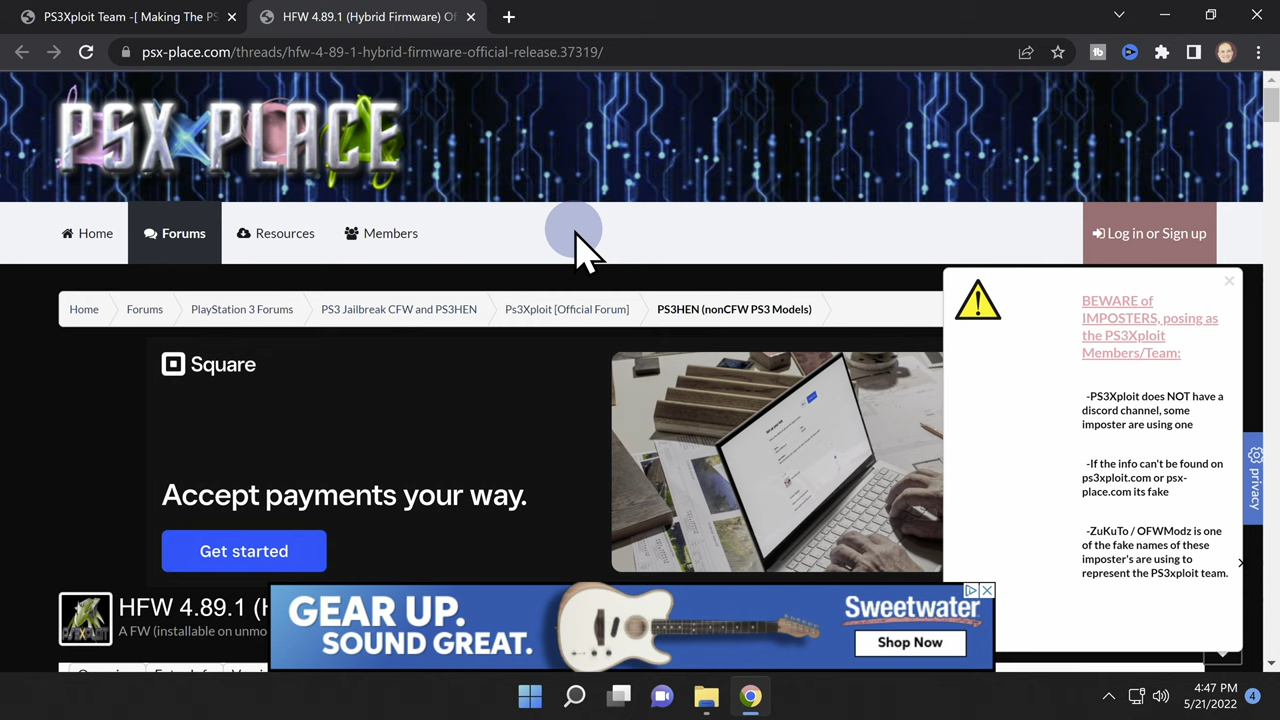 PS3Xploit Team -[ Making The PS
HFW 4.89.1 (Hybrid Firmware) Of
psx-place.com/threads/hfw-4-89-1-hybrid-firmware-official-release.37319/
tb
PSX PLACE
Home
Forums
Resources
Members
Log in or Sign up
Home
Forums
PlayStation 3 Forums
PS3 Jailbreak CFW and PS3HEN
Ps3Xploit [Official Forum]
PS3HEN (nonCFW PS3 Models)
BEWARE of
IMPOSTERS, posing as
the PS3Xploit
Members/Team:
-PS3Xploit does NOT have a
discord channel, some
imposter are using one
-If the info can't be found on
ps3xploit.com or psx-
place.com its fake
-ZuKuTo / OFWModz is one
of the fake names of these
imposter's are using to
represent the PS3xploit team.
privacy
Square
Accept payments your way.
Get started
HFW 4.89.1 (H
A FW (installable on unmo
GEAR UP.
SOUND GREAT.
Sweetwater
Shop Now
4:47 PM
5/21/2022
4